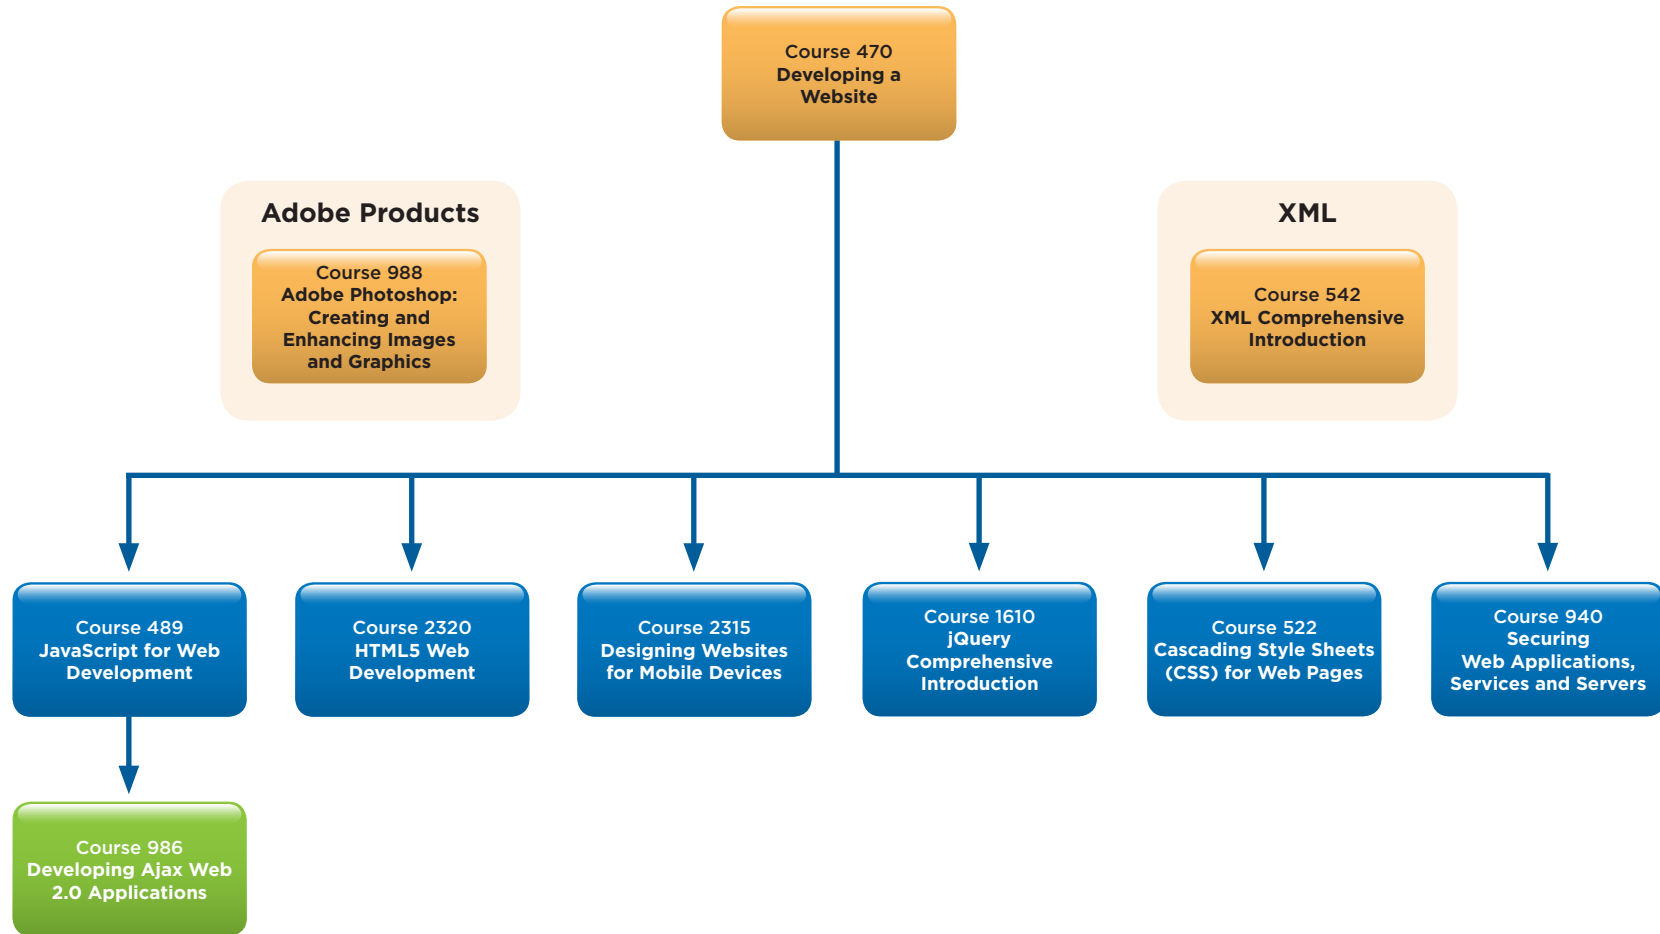 Course 470
Developing a
Website
Adobe Products
Course 988
Adobe Photoshop:
Creating and
Enhancing Images
and Graphics
XML
Course 542
XML Comprehensive
Introduction
Course 489
JavaScript for Web
Development
Course 2320
HTML5 Web
Development
Course 2315
Designing Websites
for Mobile Devices
Course 1610
jQuery
Comprehensive
Introduction
Course 522
Cascading Style Sheets
(CSS) for Web Pages
Course 940
Securing
Web Applications,
Services and Servers
Course 986
Developing Ajax Web
2.0 Applications